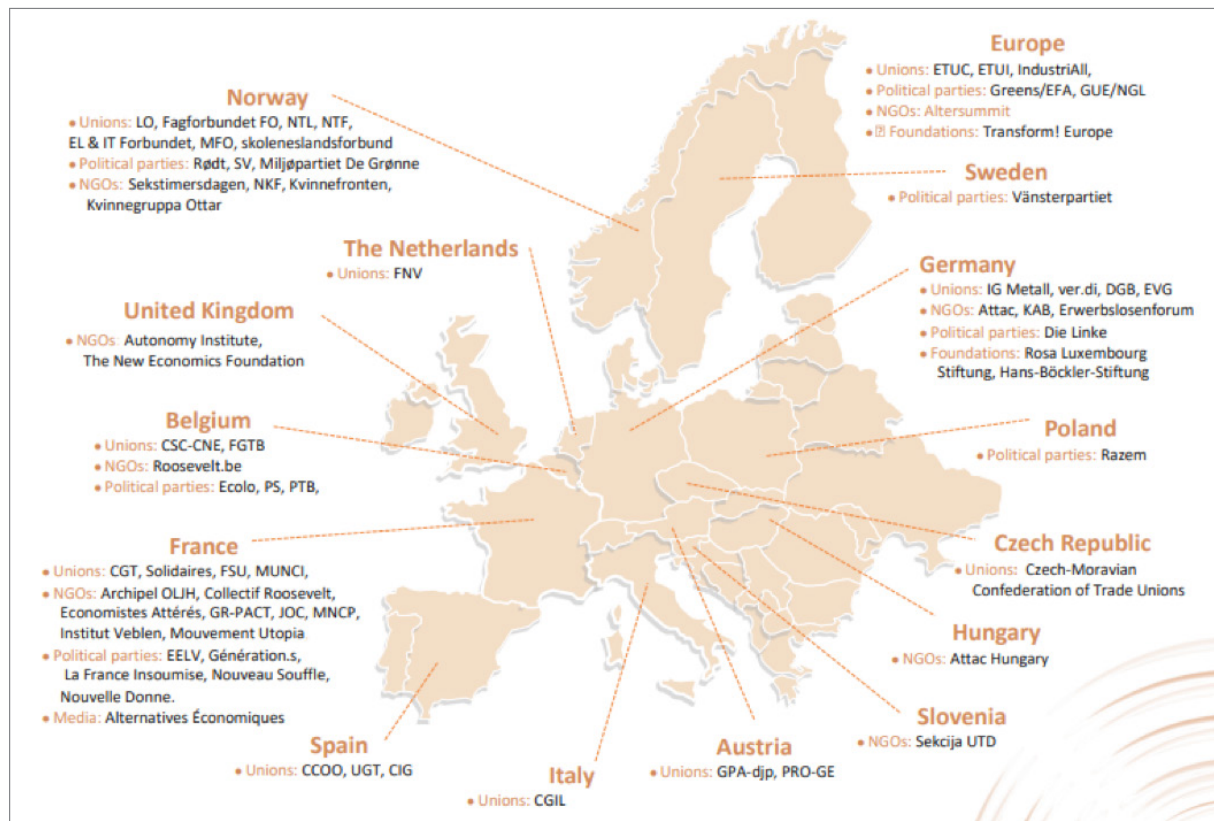 Europe
• Unions: ETUC, ETUI, IndustriAll,
• Political parties: Greens/EFA, GUE/NGL
• NGOs: Altersummit
• Foundations: Transform! Europe
Norway
• Unions: LO, Fagforbundet FO, NTL, NTF,
EL & IT Forbundet, MFO, skoleneslandsforbund
• Political parties: Rødt, SV, Miljøpartiet De Grønne
• NGOs: Sekstimersdagen, NKF, Kvinnefronten,
Kvinnegruppa Ottar
Sweden
• Political parties: Vänsterpartiet
The Netherlands
• Unions: FNV
Germany
• Unions: IG Metall, ver.di, DGB, EVG
• NGOs: Attac, KAB, Erwerbslosenforum
• Political parties: Die Linke
• Foundations: Rosa Luxembourg
Stiftung, Hans-Böckler-Stiftung
United Kingdom
• NGOs: Autonomy Institute,
The New Economics Foundation
Belgium
• Unions: CSC-CNE, FGTB
• NGOs: Roosevelt.be
• Political parties: Ecolo, PS, PTB,
Poland
• Political parties: Razem
France
• Unions: CGT, Solidaires, FSU, MUNCI,
• NGOs: Archipel OLJH, Collectif Roosevelt,
Economistes Attérés, GR-PACT, JOC, MNCP,
Institut Veblen, Mouvement Utopia
• Political parties: EELV, Génération.s,
La France Insoumise, Nouveau Souffle,
Nouvelle Donne.
• Media: Alternatives Économiques
Czech Republic
• Unions: Czech-Moravian
Confederation of Trade Unions
Hungary
• NGOs: Attac Hungary
Slovenia
• NGOs: Sekcija UTD
Spain
• Unions: CCOO, UGT, CIG
Italy
• Unions: CGIL
Austria
• Unions: GPA-djp, PRO-GE